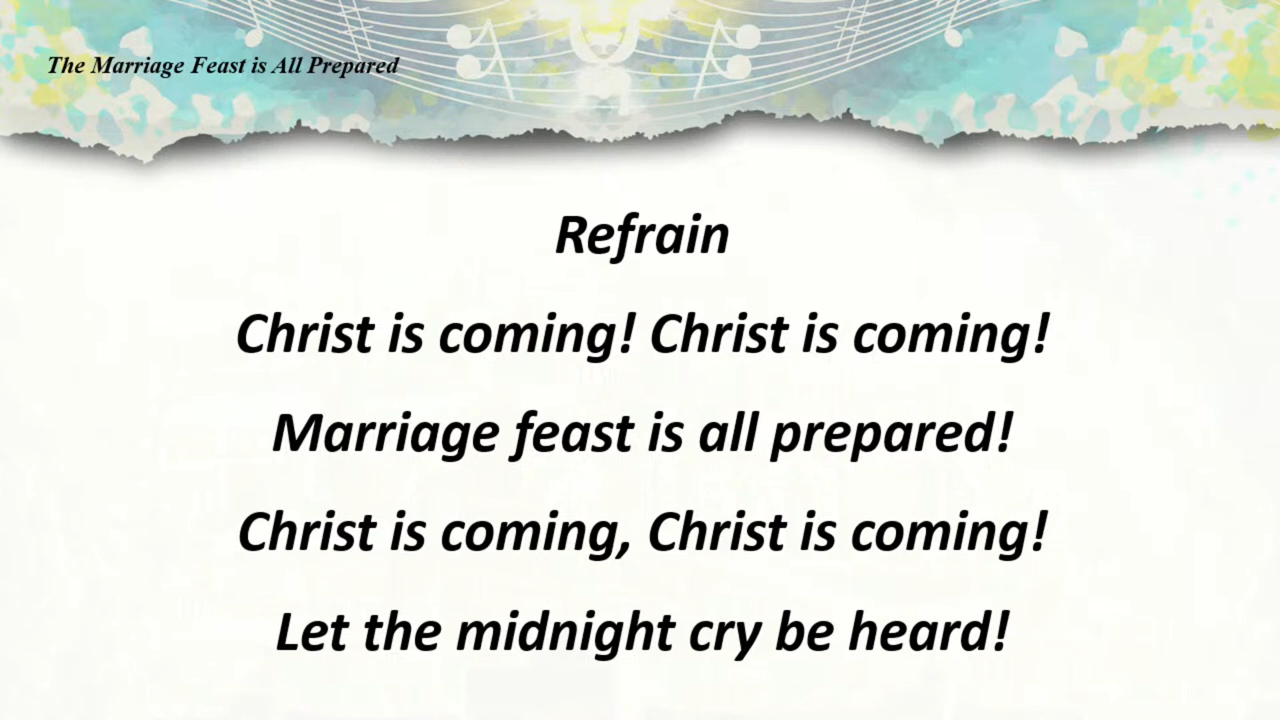 The Marriage Feast is All Prepared
Refrain
Christ is coming! Christ is coming!
Marriage feast is all prepared!
Christ is coming, Christ is coming!
Let the midnight cry be heard!